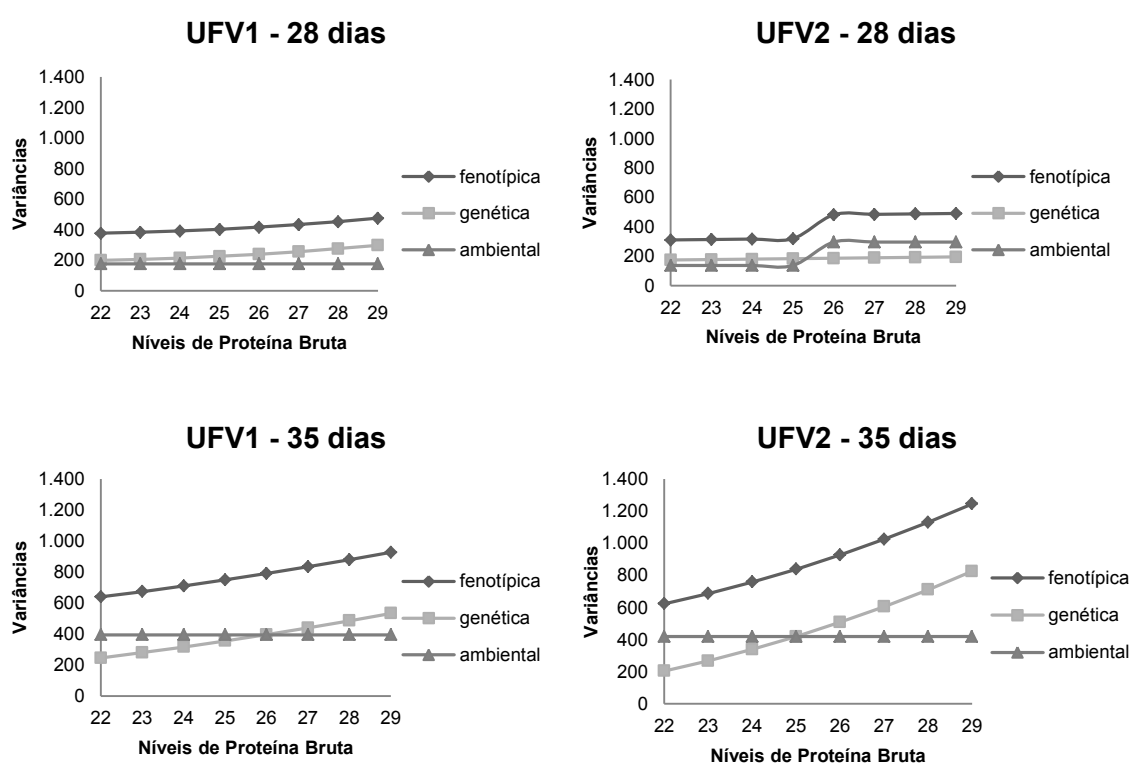 UFV1 - 28 dias
1.400
1.200
1.000
800
600
400
200
0
Variâncias
22 23 24 25 26 27 28 29
Níveis de Proteína Bruta
fenotípica
genética
ambiental
UFV2 - 28 dias
1.400
1.200
1.000
800
600
400
200
0
Variâncias
22 23 24 25 26 27 28 29
Níveis de Proteína Bruta
fenotípica
genética
ambiental
UFV1 - 35 dias
1.400
1.200
1.000
800
600
400
200
0
Variâncias
22 23 24 25 26 27 28 29
Níveis de Proteína Bruta
fenotípica
genética
ambiental
UFV2 - 35 dias
1.400
1.200
1.000
800
600
400
200
0
Variâncias
22 23 24 25 26 27 28 29
Níveis de Proteína Bruta
fenotípica
genética
ambiental